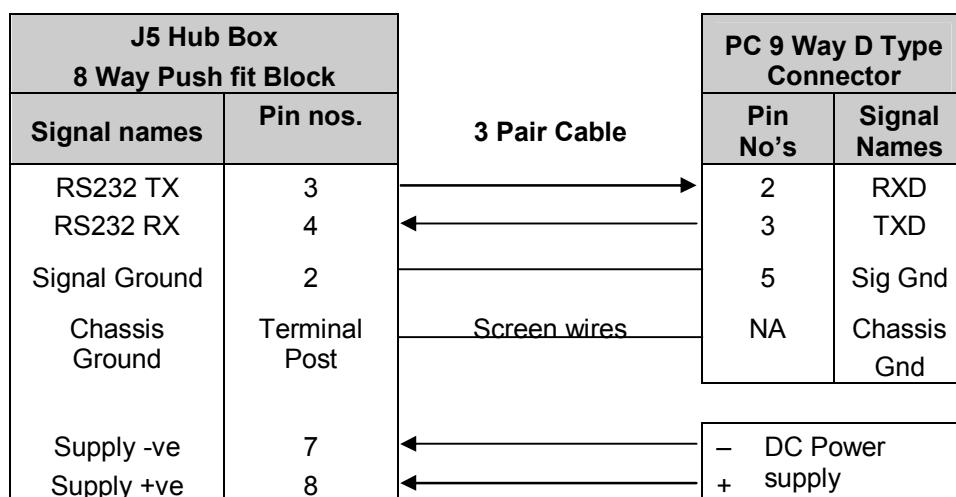 J5 Hub Box
8 Way Push fit Block
PC 9 Way D Type
Connector
Signal names Pin nos. 3 Pair Cable Pin
No’s Signal
Names
RS232 TX 3 2 RXD
RS232 RX 4 3 TXD
Signal Ground 2 5 Sig Gnd
Chassis
Ground Terminal
Post Screen wires NA Chassis
Gnd
Supply -ve 7 – DC Power
Supply +ve 8 + supply